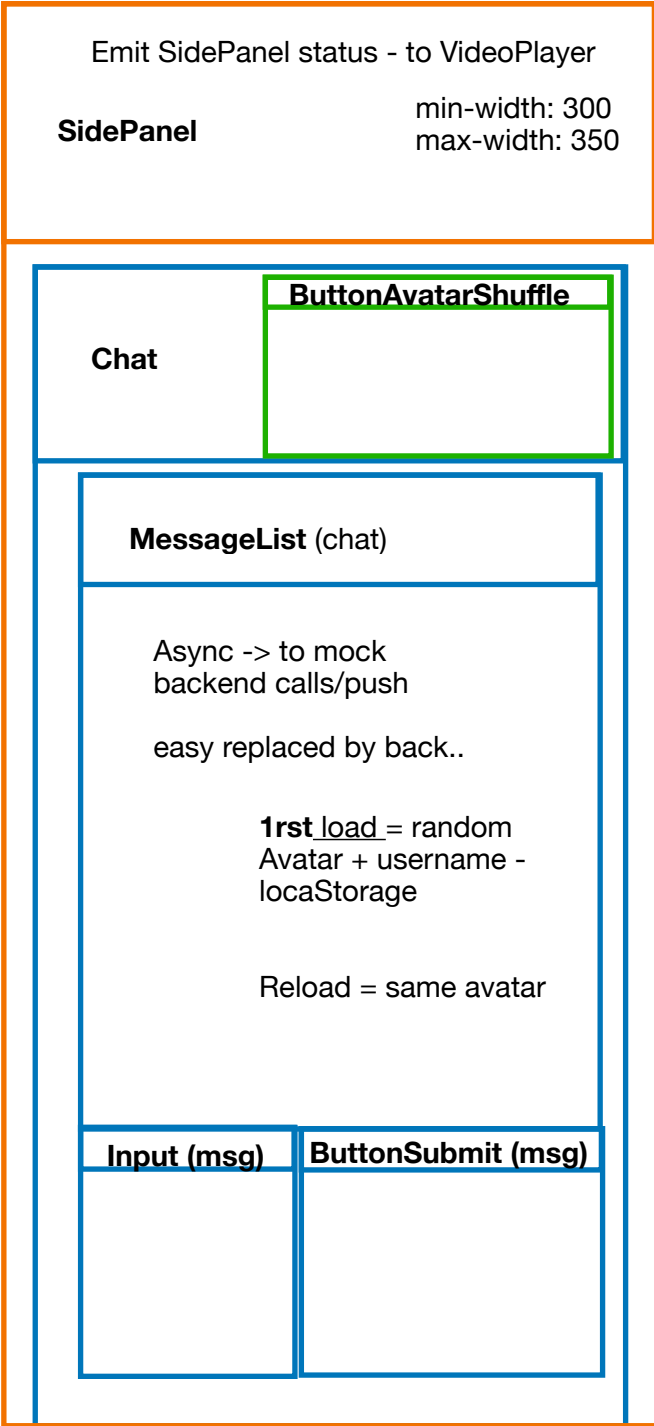 Emit SidePanel status - to VideoPlayer
SidePanel
min-width: 300
max-width: 350
ButtonAvatarShuffle
Chat
MessageList (chat)
Async -> to mock
backend calls/push
easy replaced by back..
1rst load = random
Avatar + username -
locaStorage
Reload = same avatar
Input (msg)
ButtonSubmit (msg)